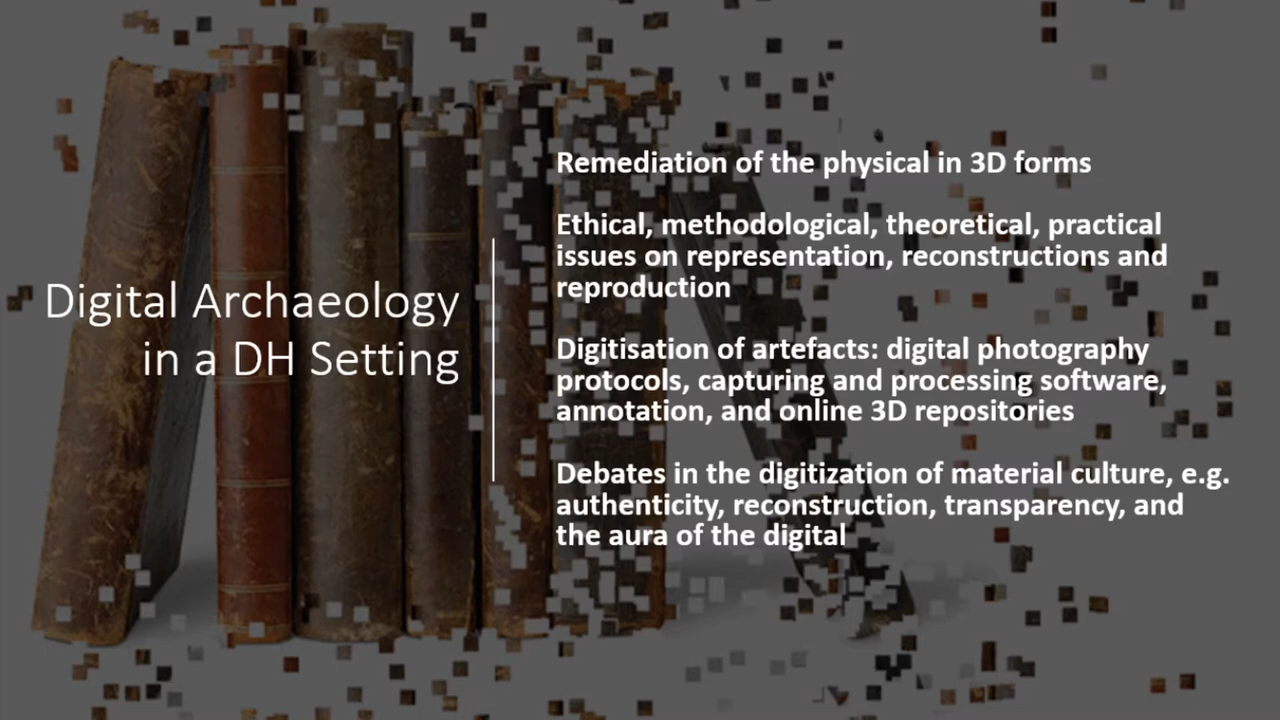 Digital Archaeology
in a DH Setting
Remediation of the physical in 3D forms
Ethical, methodological, theoretical, practical
issues on representation, reconstructions and
reproduction
Digitisation of artefacts: digital photography
protocols, capturing and processing software,
annotation, and online 3D repositories
Debates in the digitization of material culture, e.g.
authenticity, reconstruction, transparency, and
the aura of the digital